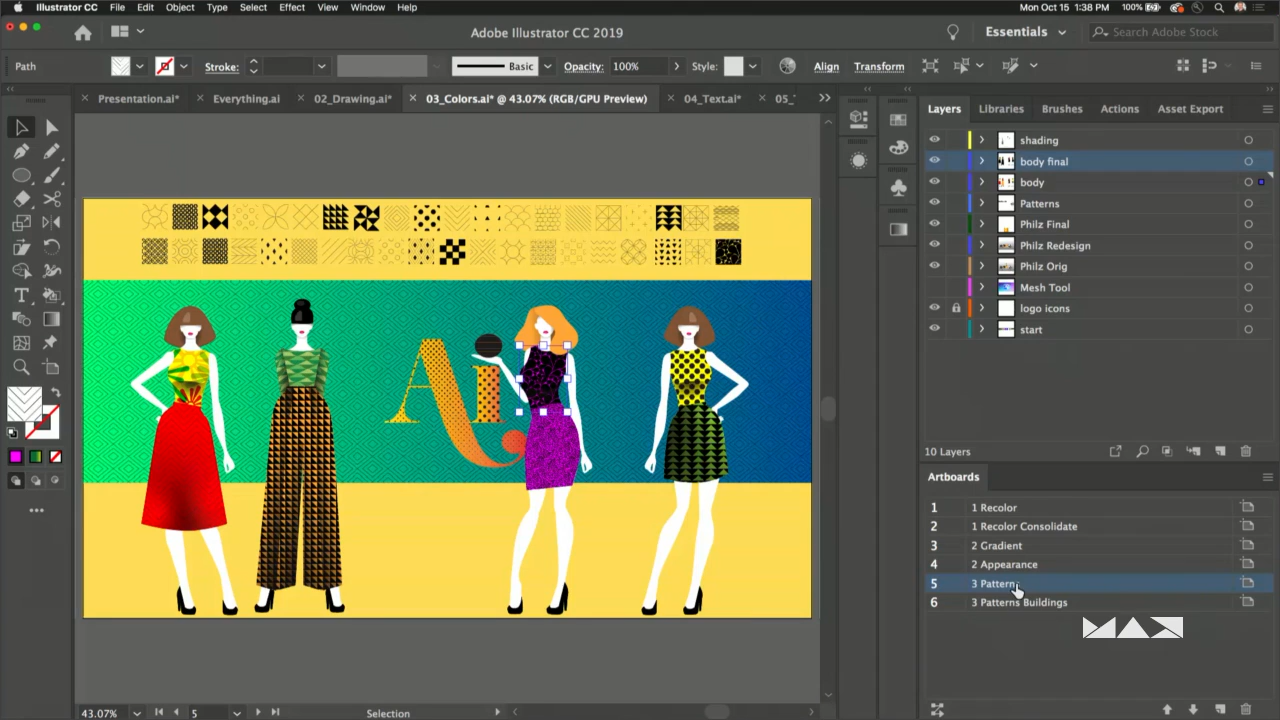 Illustrator CC File Edit Object Type Select Effect View Window Help
100% Mon Oct 15 1:38 PM
Adobe Illustrator CC 2019
Essentials
Search Adobe Stock
Path Stroke: Basic Opacity: 100% Style: Align Transform
Presentation.ai* Everything.ai 02_Drawing.ai* 03_Colors.ai* @ 43.07% (RGB/GPU Preview) 04_Text.ai* 05_
Layers Libraries Brushes Actions Asset Export
shading
body final
body
Patterns
Philz Final
Philz Redesign
Philz Orig
Mesh Tool
logo icons
start
Ai
10 Layers
Artboards
1 1 Recolor
2 1 Recolor Consolidate
3 2 Gradient
4 2 Appearance
5 3 Pattern
6 3 Patterns Buildings
MAX
43.07% 5 Selection